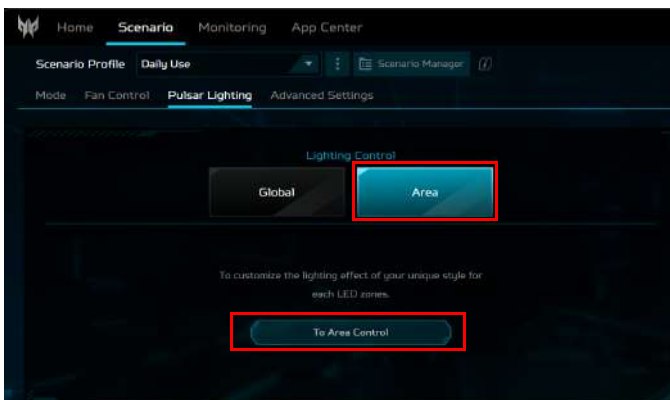 Home Scenario Monitoring App Center
Scenario Profile Daily Use Scenario Manager
Mode Fan Control Pulsar Lighting Advanced Settings
Lighting Control
Global Area
To customize the lighting effect of your unique style for
each LED zones.
To Area Control